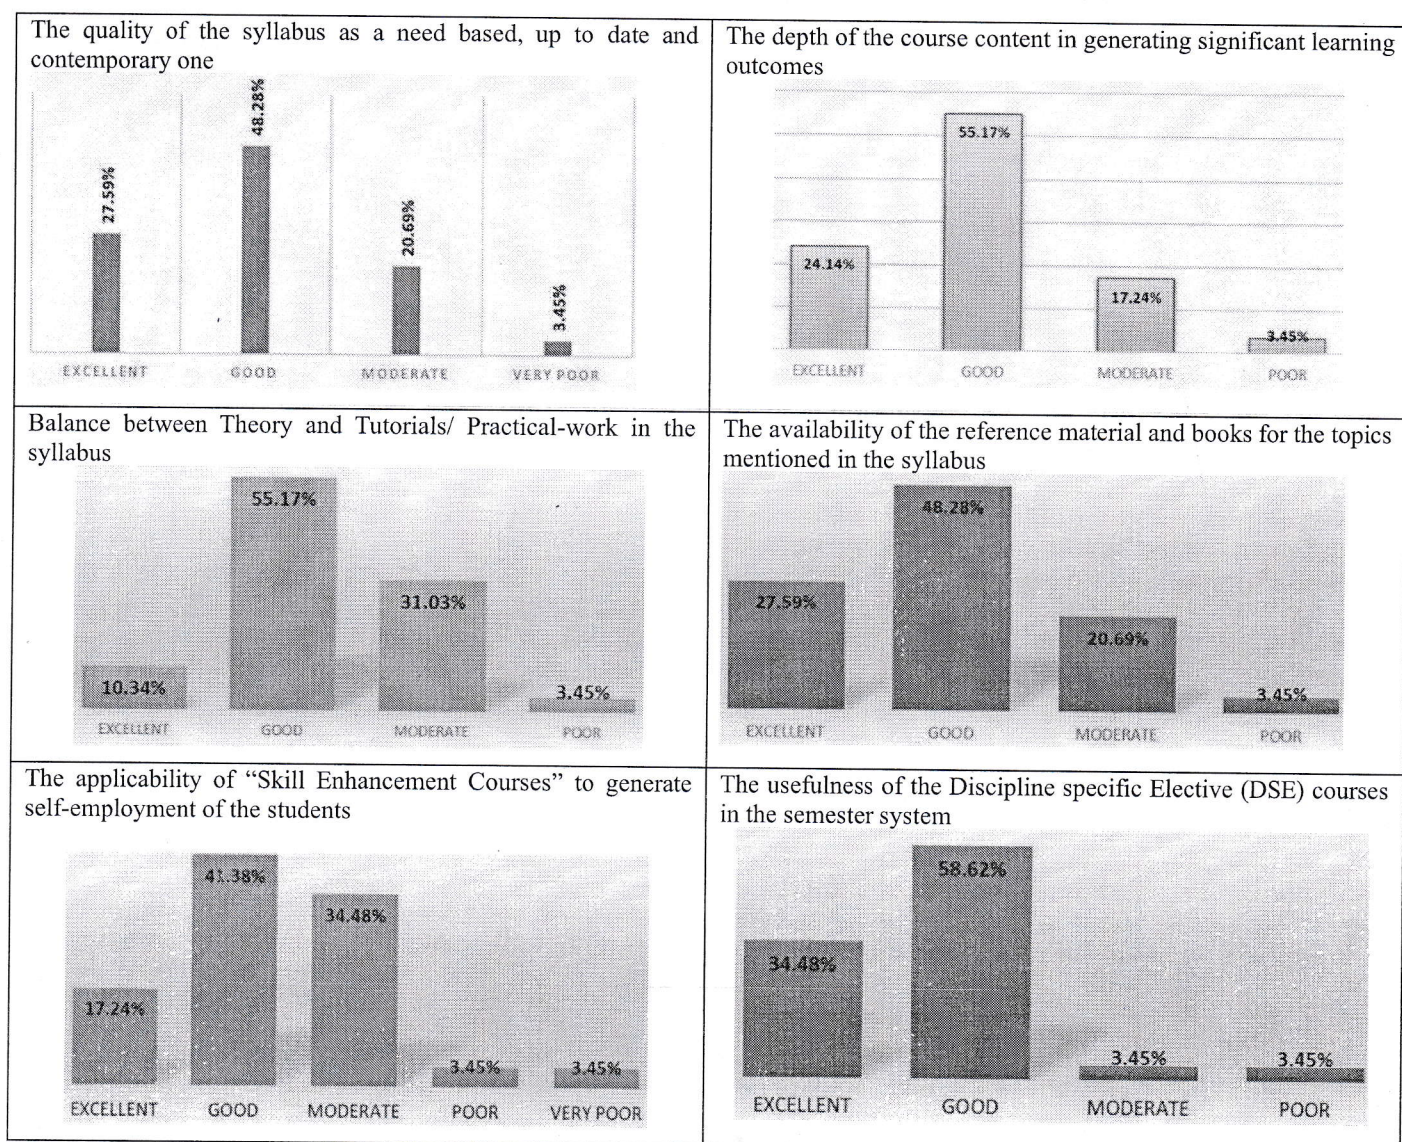 The quality of the syllabus as a need based, up to date and
contemporary one
27.59%
48.28%
20.69%
3.45%
EXCELLENT GOOD MODERATE VERY POOR
The depth of the course content in generating significant learning
outcomes
24.14%
55.17%
17.24%
3.45%
EXCELLENT GOOD MODERATE POOR
Balance between Theory and Tutorials/ Practical-work in the
syllabus
10.34%
55.17%
31.03%
3.45%
EXCELLENT GOOD MODERATE POOR
The availability of the reference material and books for the topics
mentioned in the syllabus
27.59%
48.28%
20.69%
3.45%
EXCELLENT GOOD MODERATE POOR
The applicability of “Skill Enhancement Courses” to generate
self-employment of the students
17.24%
41.38%
34.48%
3.45%
3.45%
EXCELLENT GOOD MODERATE POOR VERY POOR
The usefulness of the Discipline specific Elective (DSE) courses
in the semester system
34.48%
58.62%
3.45%
3.45%
EXCELLENT GOOD MODERATE POOR